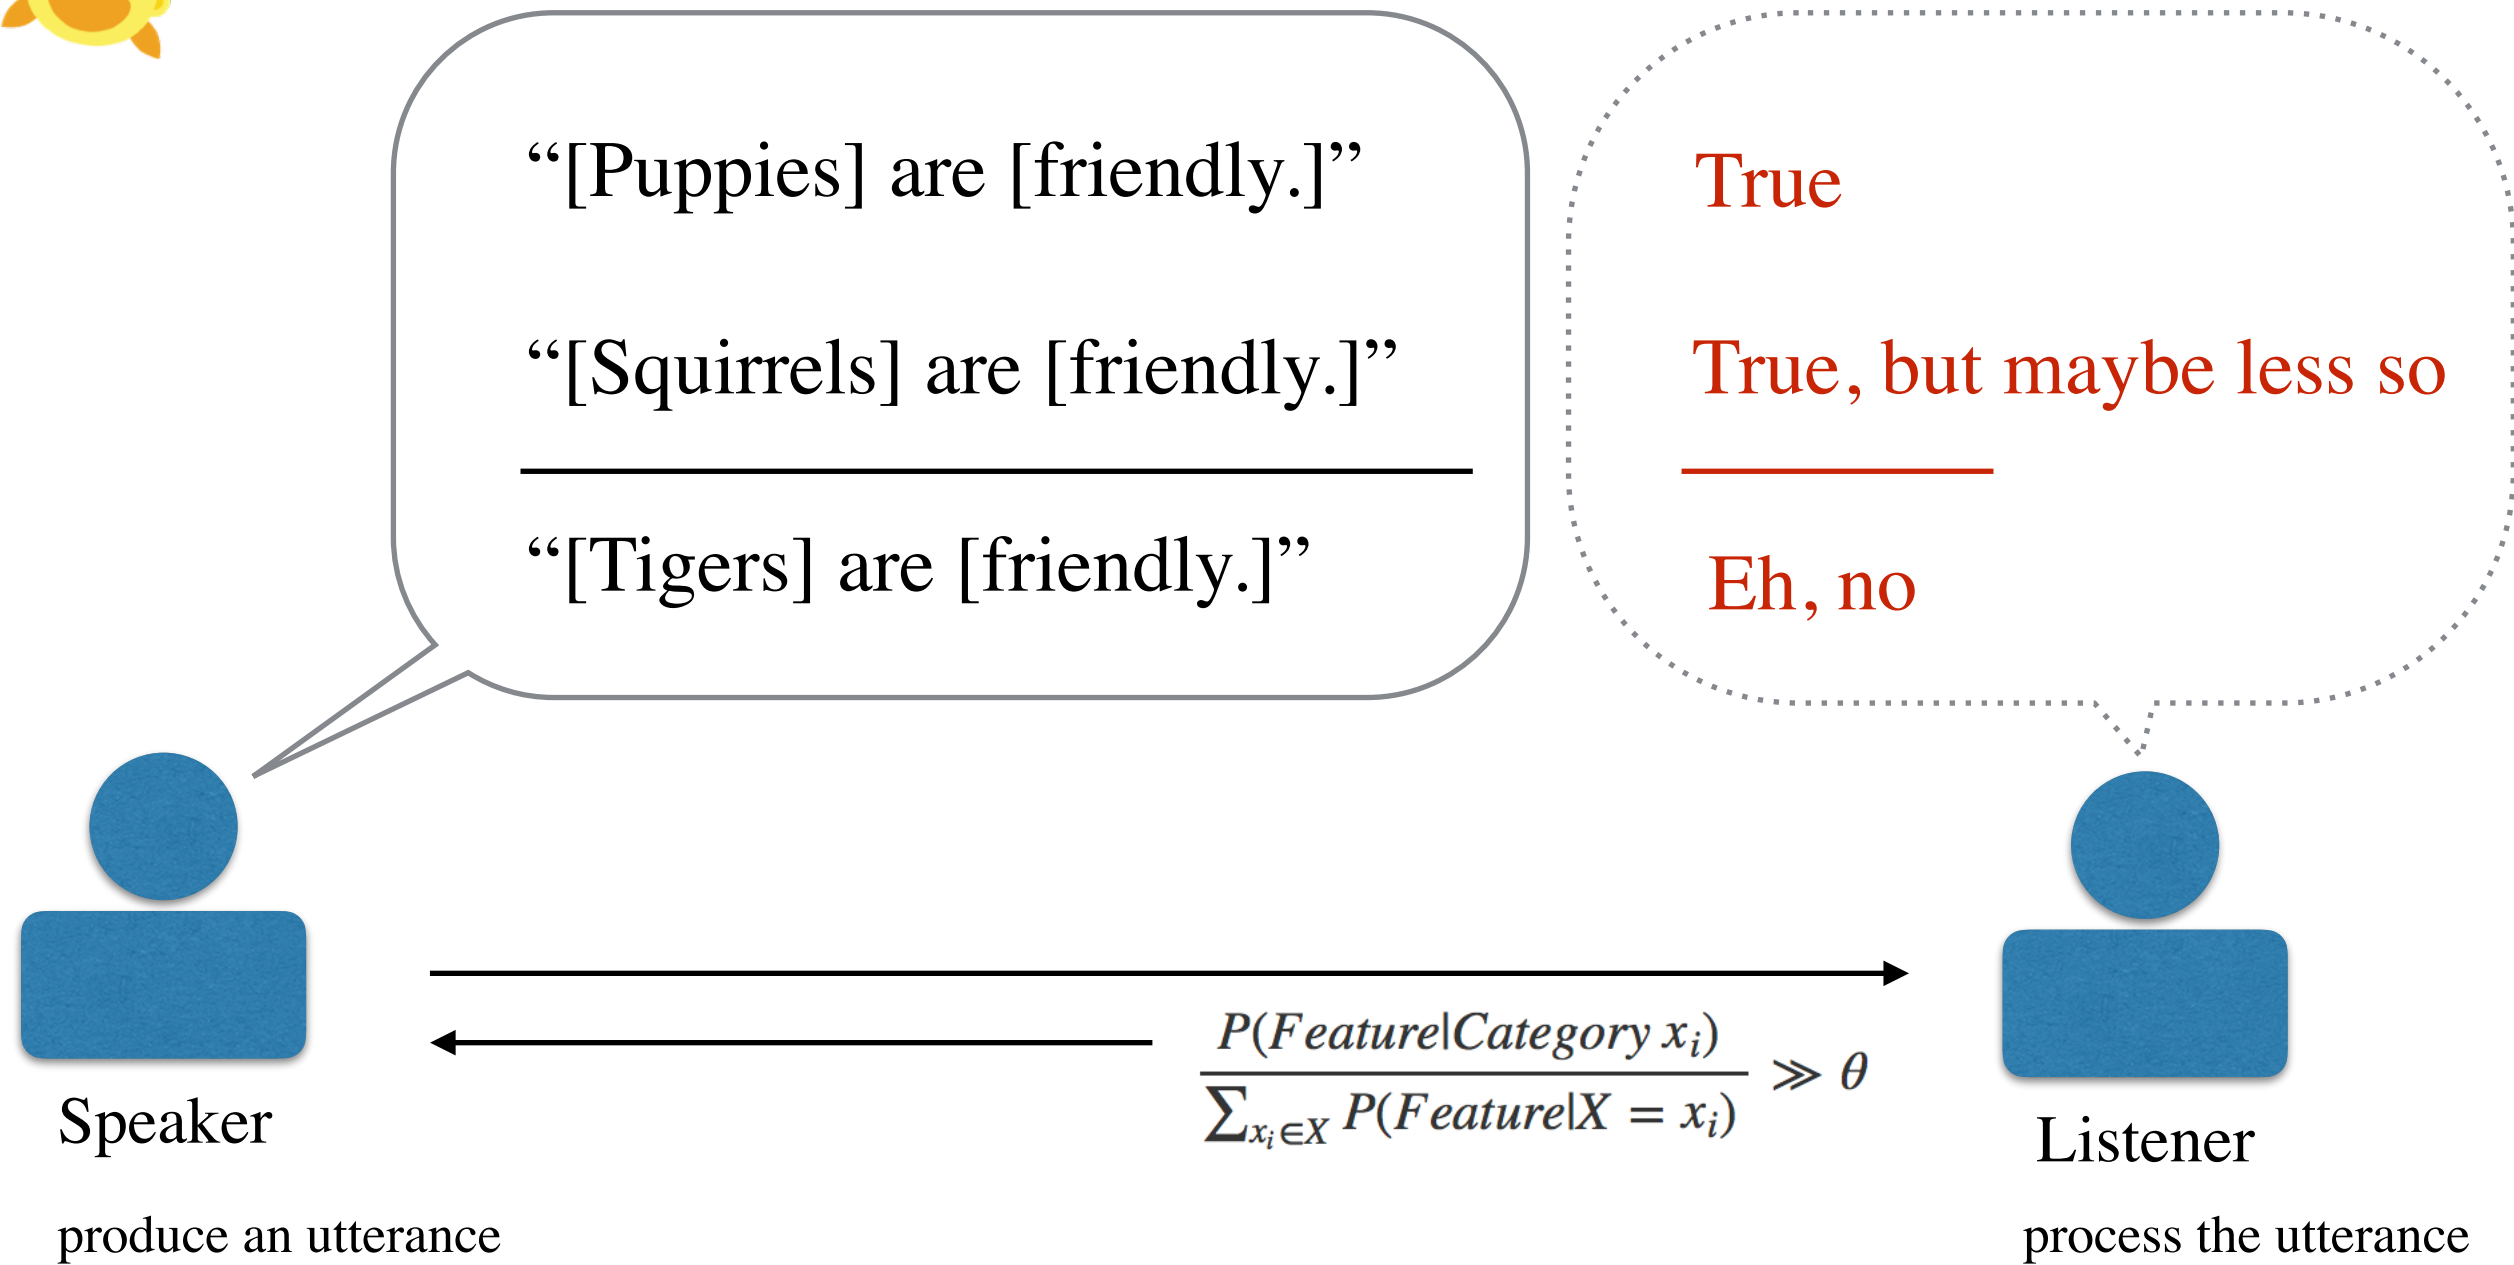 “[Puppies] are [friendly.]”
True
“[Squirrels] are [friendly.]”
True, but maybe less so
“[Tigers] are [friendly.]”
Eh, no
P(Feature|Category x_i)
∑_{x_i∈X} P(Feature|X = x_i)
≫ θ
Speaker
Listener
produce an utterance
process the utterance